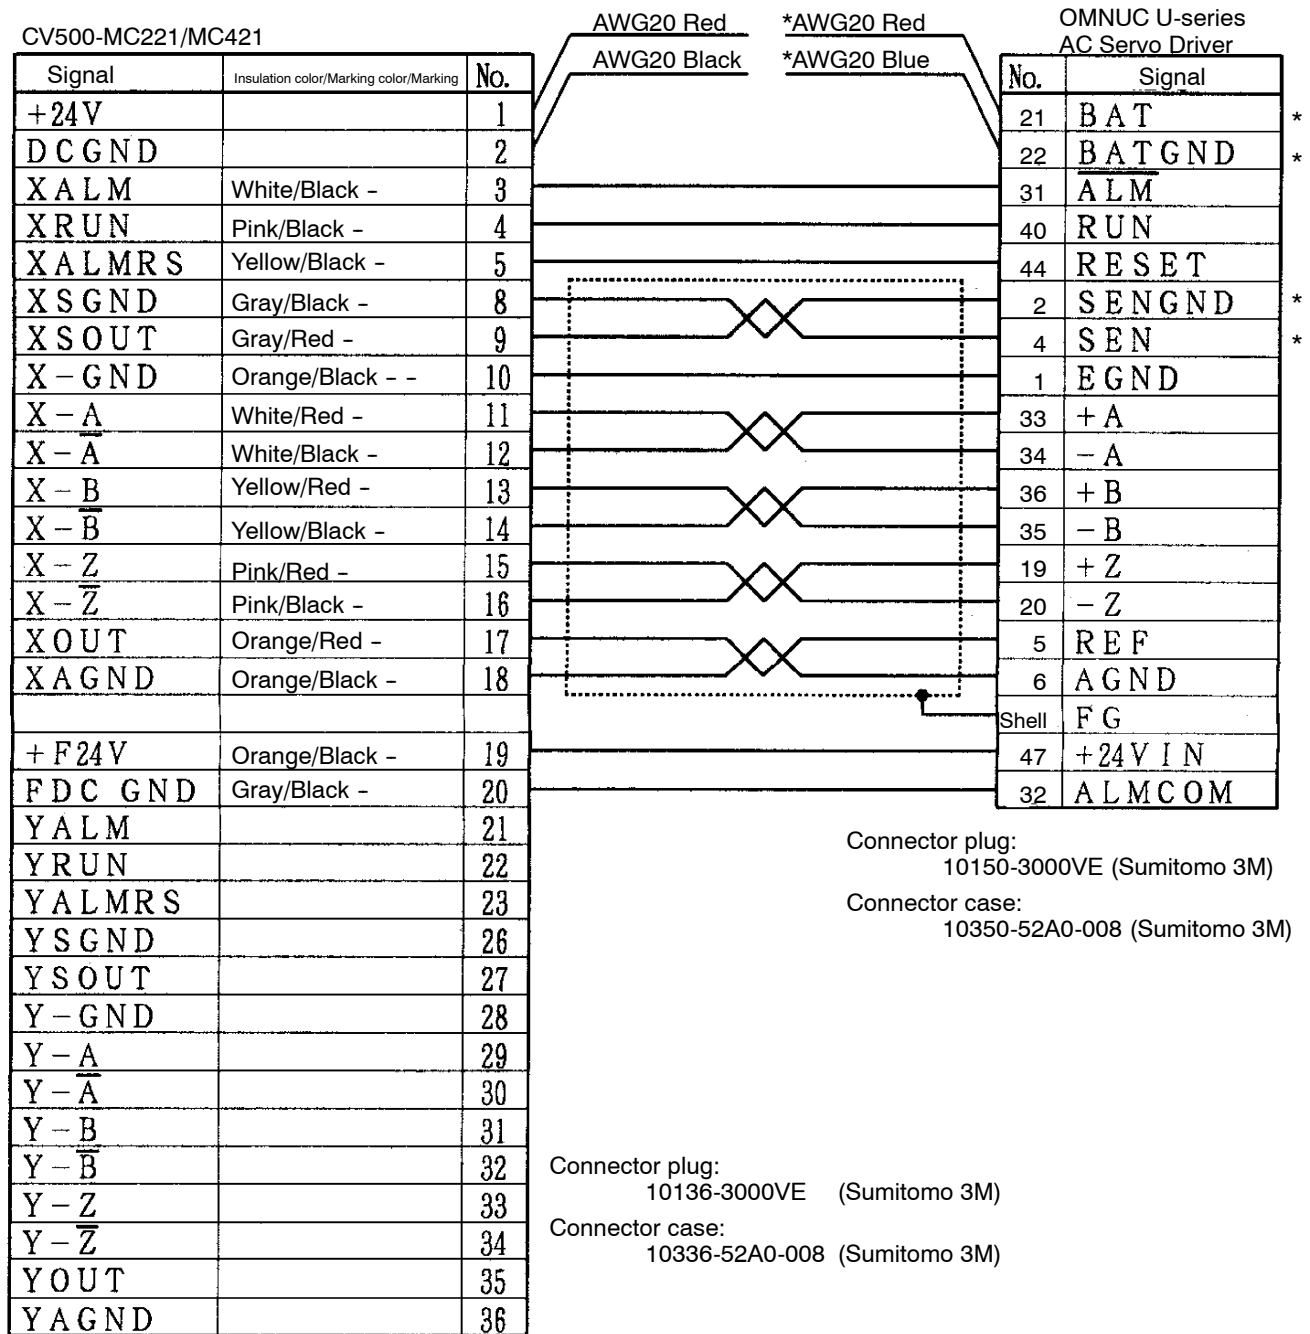 AWG20 Red *AWG20 Red
AWG20 Black *AWG20 Blue
CV500-MC221/MC421
Signal Insulation color/Marking color/Marking No.
+24V 1
DCGND 2
XALM White/Black – 3
XRUN Pink/Black – 4
XALMRS Yellow/Black – 5
XSGND Gray/Black – 8
XSOUT Gray/Red – 9
X–GND Orange/Black – – 10
X–A White/Red – 11
X–A̅ White/Black – 12
X–B Yellow/Red – 13
X–B̅ Yellow/Black – 14
X–Z Pink/Red – 15
X–Z̅ Pink/Black – 16
XOUT Orange/Red – 17
XAGND Orange/Black – 18
+F24V Orange/Black – 19
FDC GND Gray/Black – 20
YALM 21
YRUN 22
YALMRS 23
YSGND 26
YSOUT 27
Y–GND 28
Y–A 29
Y–A̅ 30
Y–B 31
Y–B̅ 32
Y–Z 33
Y–Z̅ 34
YOUT 35
YAGND 36
OMNUC U-series
AC Servo Driver
No. Signal
21 BAT *
22 BATGND *
31 A̅L̅M̅
40 RUN
44 RESET
2 SENGND *
4 SEN *
1 EGND
33 +A
34 –A
36 +B
35 –B
19 +Z
20 –Z
5 REF
6 AGND
Shell FG
47 +24VIN
32 ALMCOM
Connector plug:
10150-3000VE (Sumitomo 3M)
Connector case:
10350-52A0-008 (Sumitomo 3M)
Connector plug:
10136-3000VE (Sumitomo 3M)
Connector case:
10336-52A0-008 (Sumitomo 3M)